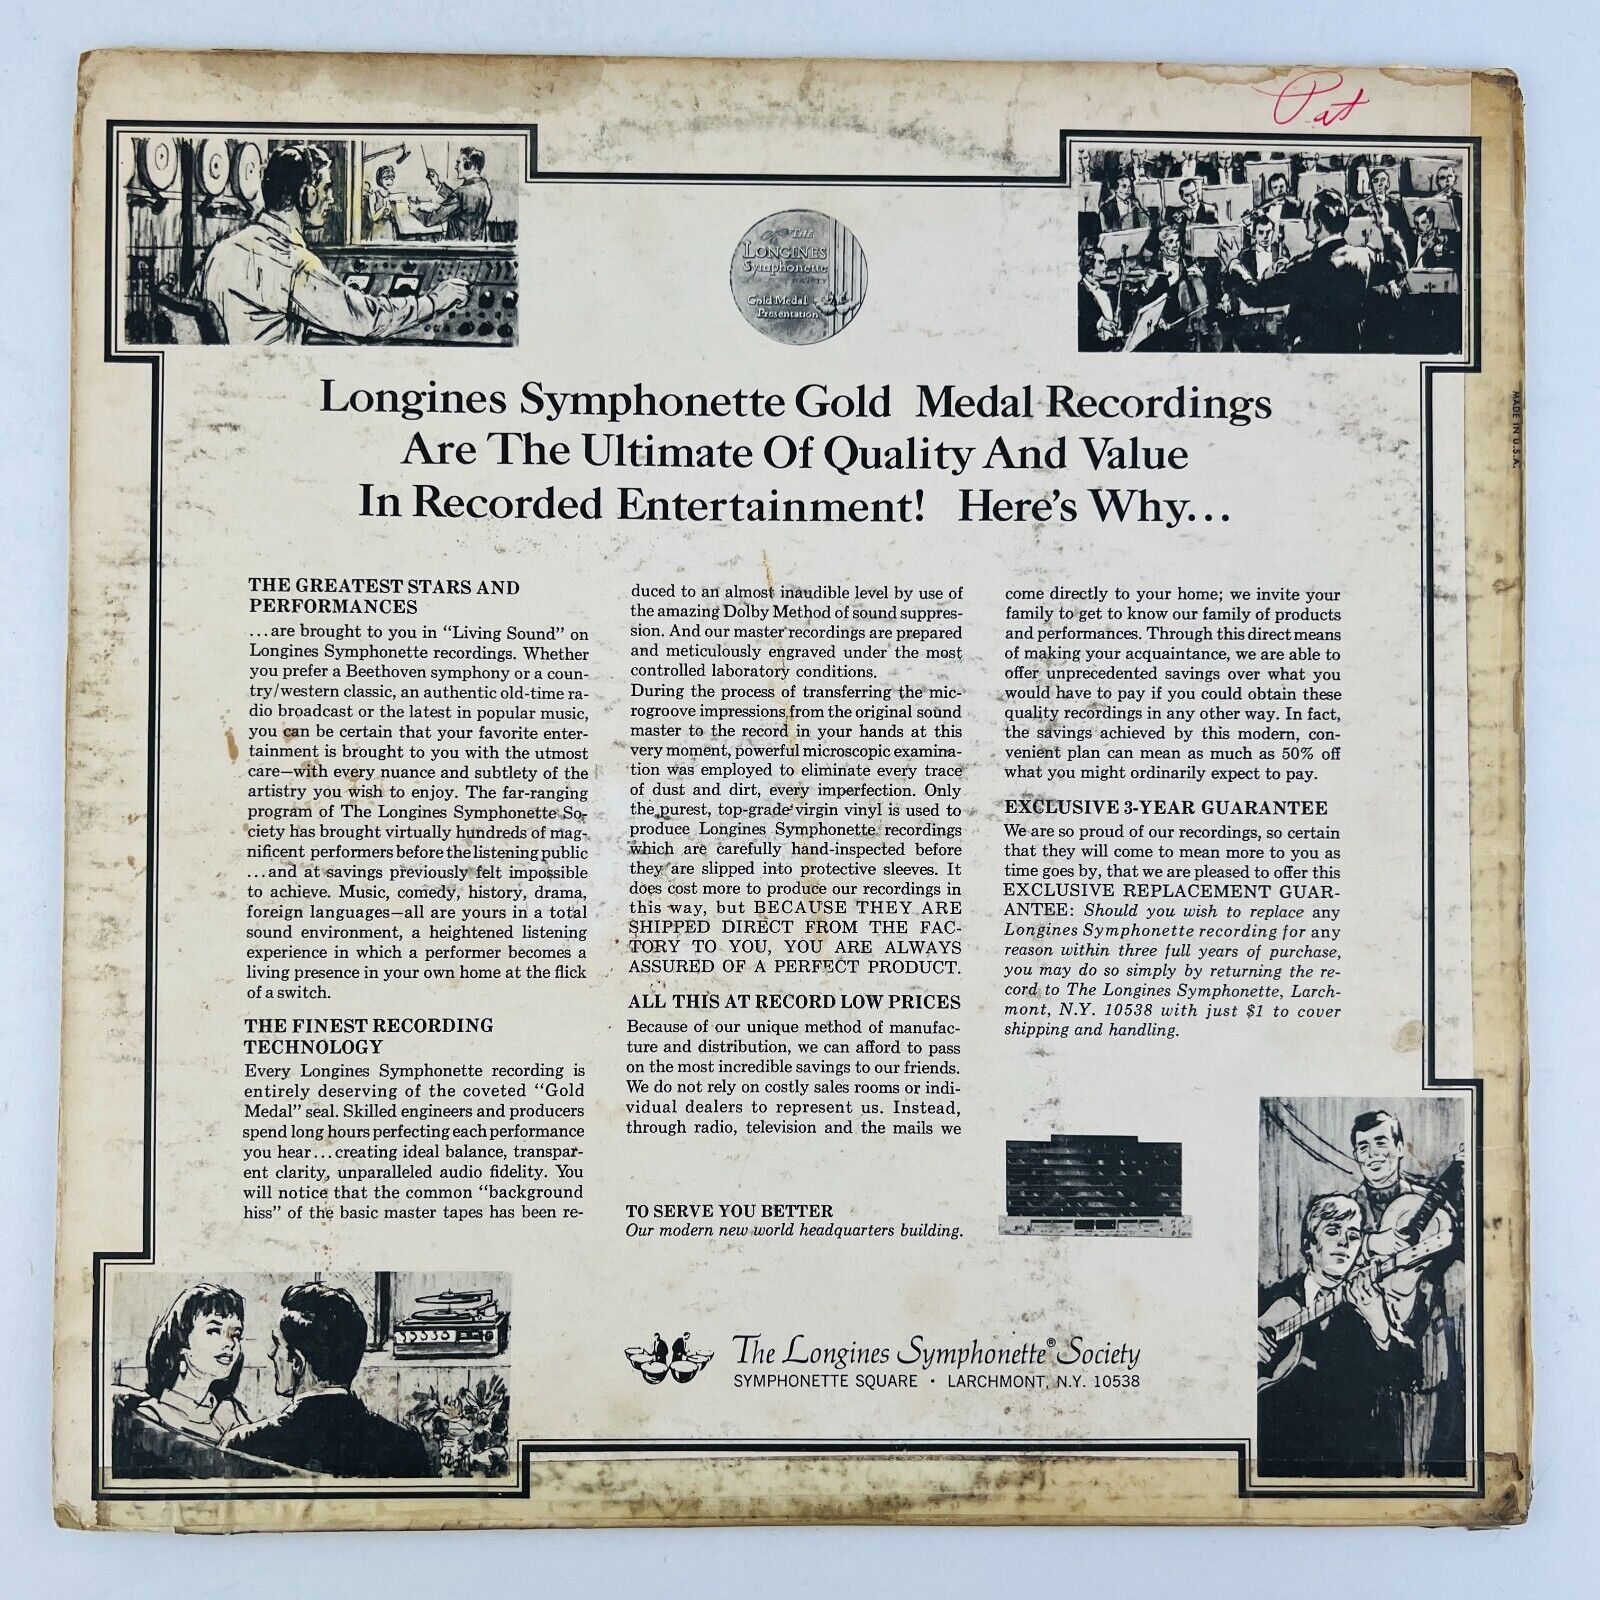 Pat
THE
LONGINES
Symphonette
SOCIETY
Gold Medal
Presentation
MADE IN U.S.A.
Longines Symphonette Gold Medal Recordings
Are The Ultimate Of Quality And Value
In Recorded Entertainment! Here's Why...
THE GREATEST STARS AND
PERFORMANCES
...are brought to you in "Living Sound" on
Longines Symphonette recordings. Whether
you prefer a Beethoven symphony or a coun-
try/western classic, an authentic old-time ra-
dio broadcast or the latest in popular music,
you can be certain that your favorite enter-
tainment is brought to you with the utmost
care—with every nuance and subtlety of the
artistry you wish to enjoy. The far-ranging
program of The Longines Symphonette So-
ciety has brought virtually hundreds of mag-
nificent performers before the listening public
...and at savings previously felt impossible
to achieve. Music, comedy, history, drama,
foreign languages—all are yours in a total
sound environment, a heightened listening
experience in which a performer becomes a
living presence in your own home at the flick
of a switch.
THE FINEST RECORDING
TECHNOLOGY
Every Longines Symphonette recording is
entirely deserving of the coveted "Gold
Medal" seal. Skilled engineers and producers
spend long hours perfecting each performance
you hear...creating ideal balance, transpar-
ent clarity, unparalleled audio fidelity. You
will notice that the common "background
hiss" of the basic master tapes has been re-
duced to an almost inaudible level by use of
the amazing Dolby Method of sound suppres-
sion. And our master recordings are prepared
and meticulously engraved under the most
controlled laboratory conditions.
During the process of transferring the mic-
rogroove impressions from the original sound
master to the record in your hands at this
very moment, powerful microscopic examina-
tion was employed to eliminate every trace
of dust and dirt, every imperfection. Only
the purest, top-grade virgin vinyl is used to
produce Longines Symphonette recordings
which are carefully hand-inspected before
they are slipped into protective sleeves. It
does cost more to produce our recordings in
this way, but BECAUSE THEY ARE
SHIPPED DIRECT FROM THE FAC-
TORY TO YOU, YOU ARE ALWAYS
ASSURED OF A PERFECT PRODUCT.
ALL THIS AT RECORD LOW PRICES
Because of our unique method of manufac-
ture and distribution, we can afford to pass
on the most incredible savings to our friends.
We do not rely on costly sales rooms or indi-
vidual dealers to represent us. Instead,
through radio, television and the mails we
come directly to your home; we invite your
family to get to know our family of products
and performances. Through this direct means
of making your acquaintance, we are able to
offer unprecedented savings over what you
would have to pay if you could obtain these
quality recordings in any other way. In fact,
the savings achieved by this modern, con-
venient plan can mean as much as 50% off
what you might ordinarily expect to pay.
EXCLUSIVE 3-YEAR GUARANTEE
We are so proud of our recordings, so certain
that they will come to mean more to you as
time goes by, that we are pleased to offer this
EXCLUSIVE REPLACEMENT GUAR-
ANTEE: Should you wish to replace any
Longines Symphonette recording for any
reason within three full years of purchase,
you may do so simply by returning the re-
cord to The Longines Symphonette, Larch-
mont, N.Y. 10538 with just $1 to cover
shipping and handling.
TO SERVE YOU BETTER
Our modern new world headquarters building.
The Longines Symphonette® Society
SYMPHONETTE SQUARE • LARCHMONT, N.Y. 10538